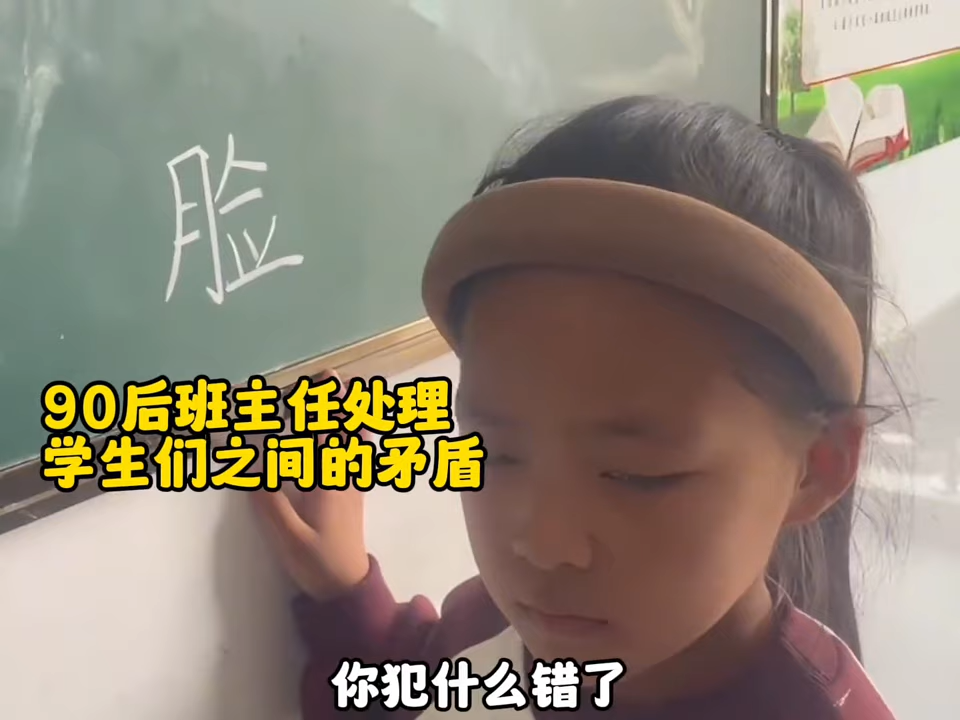 脸
90后班主任处理
学生们之间的矛盾
你犯什么错了